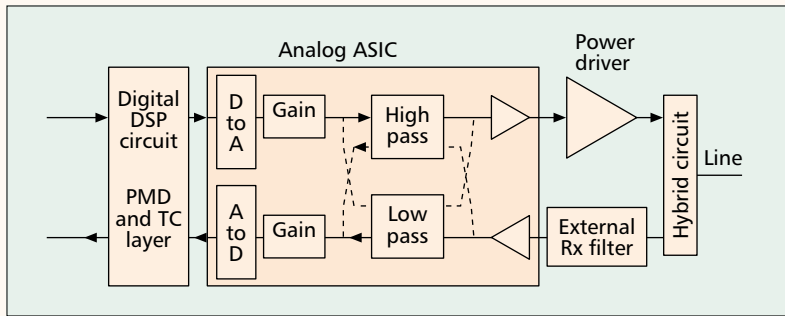 Analog ASIC
Power
driver
Digital
DSP
circuit
PMD
and TC
layer
D
to
A
Gain
High
pass
A
to
D
Gain
Low
pass
External
Rx filter
Hybrid circuit
Line